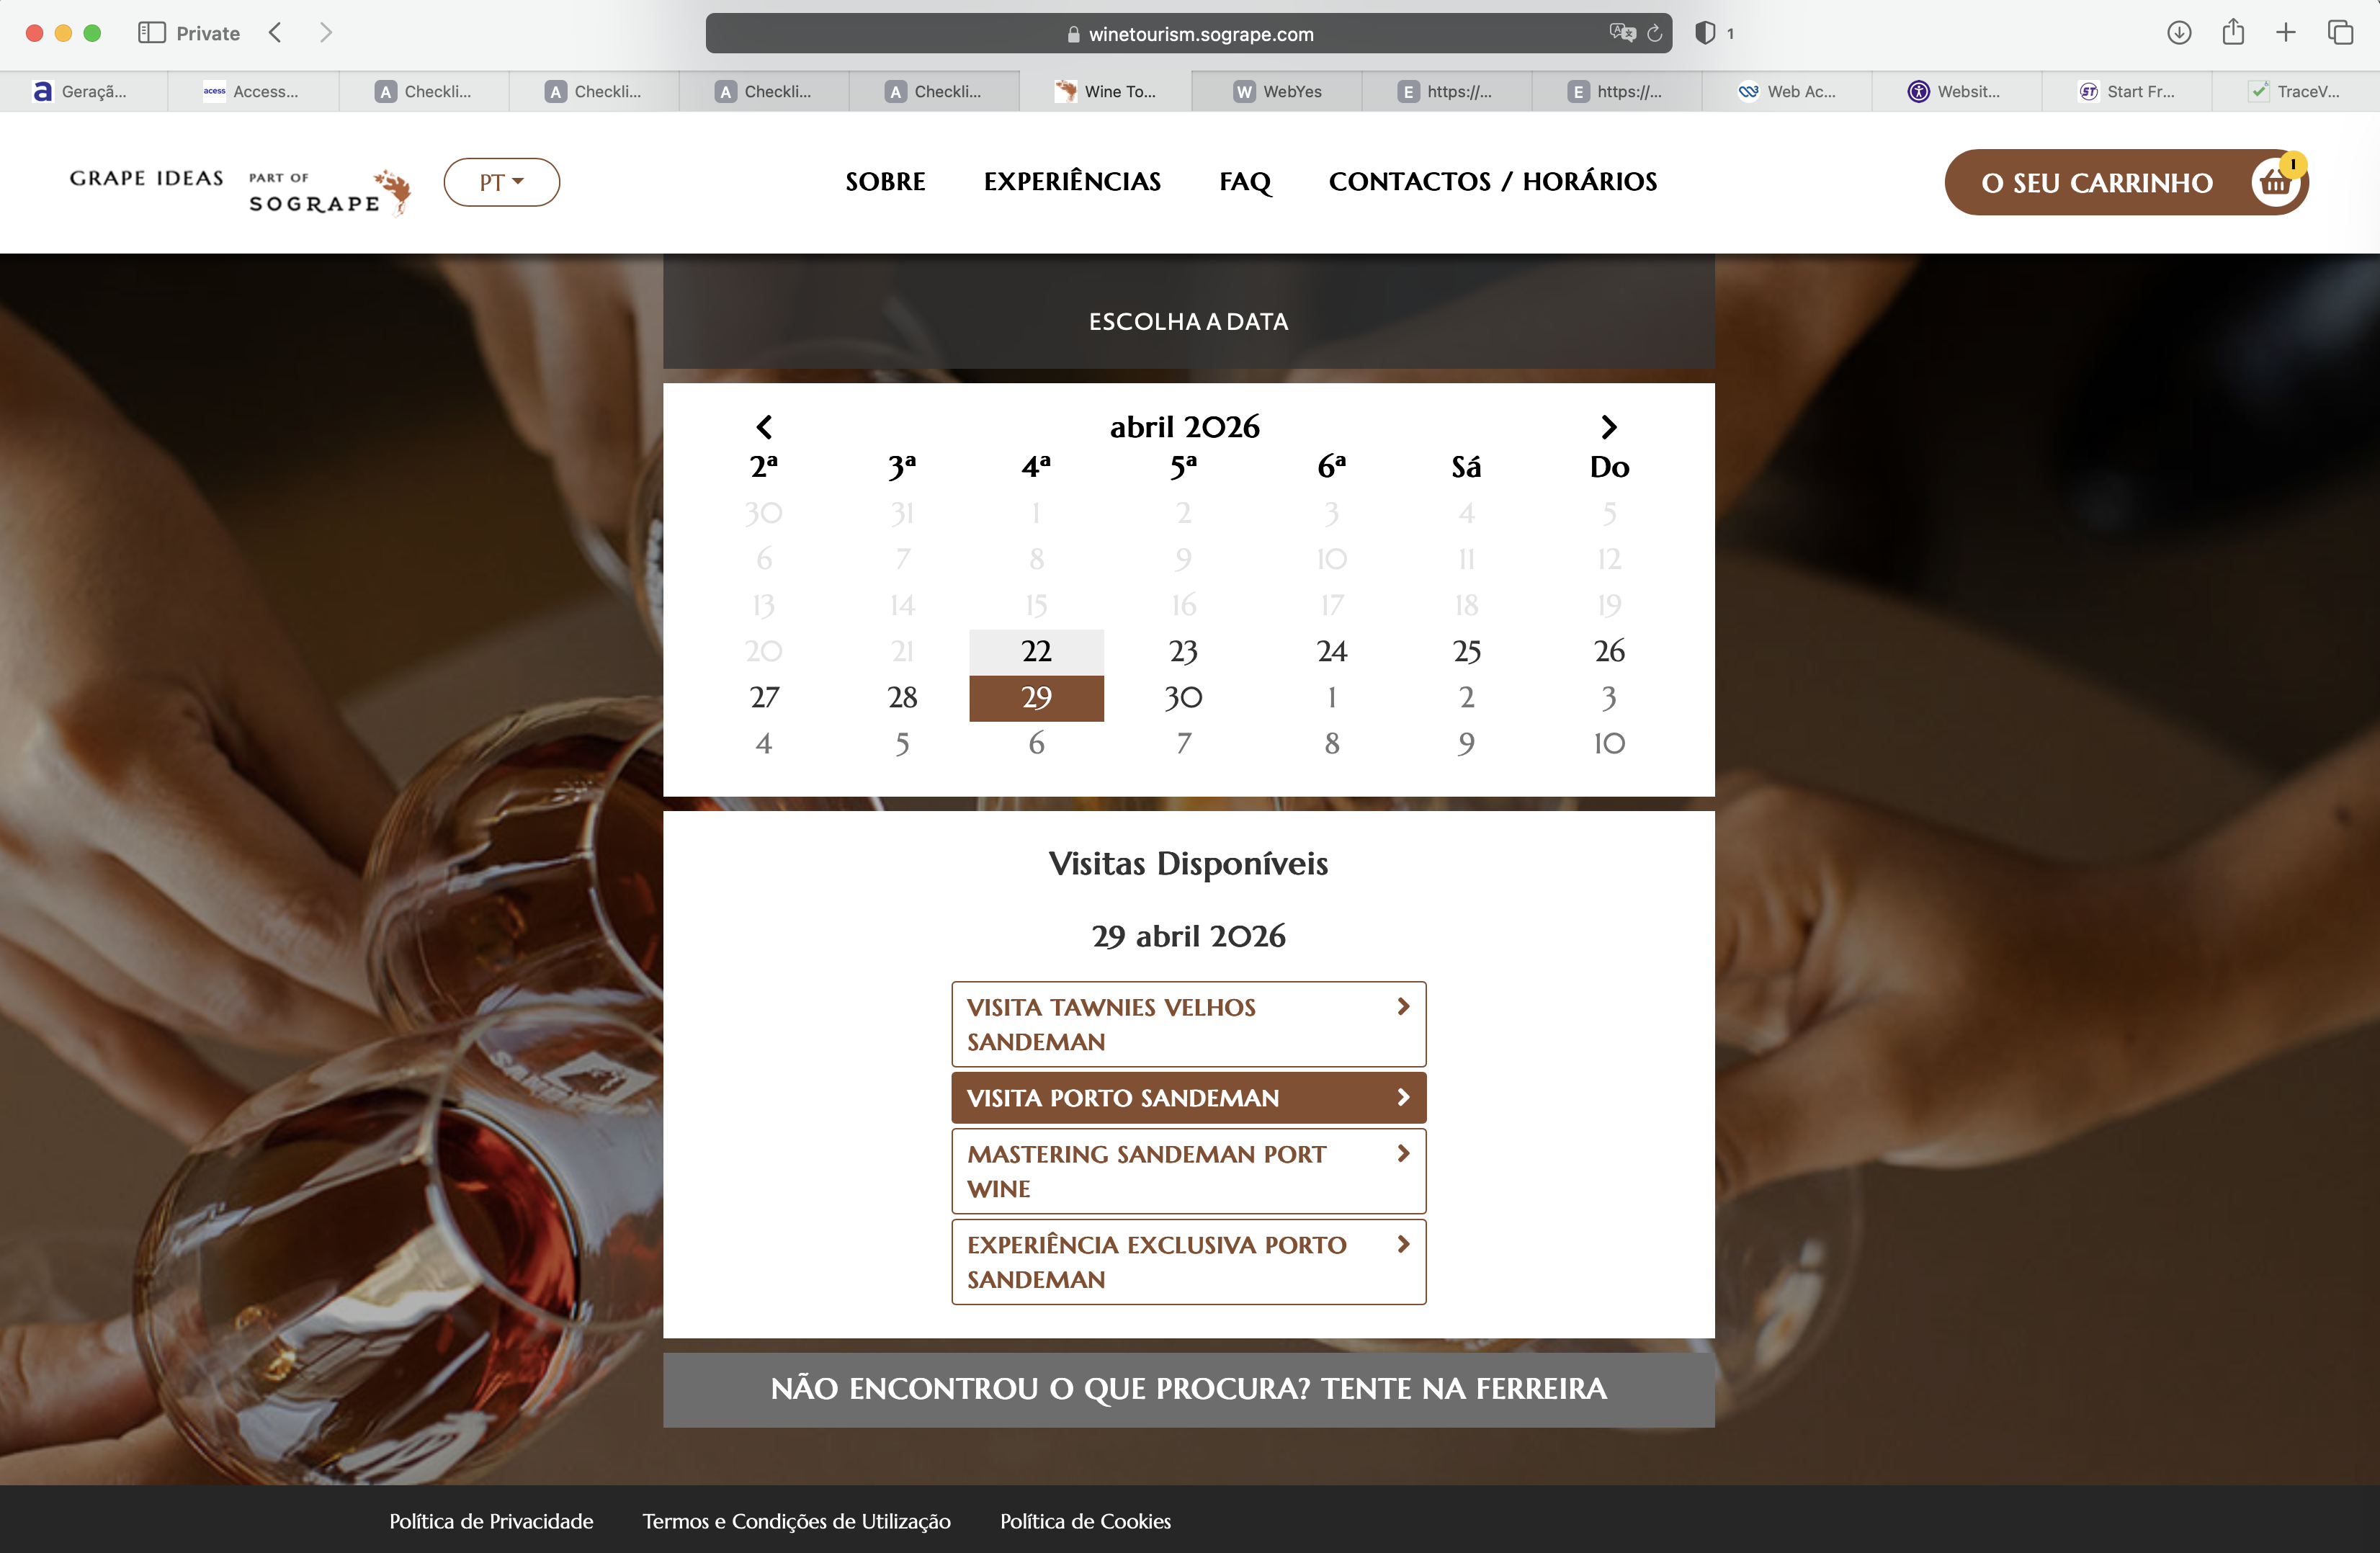 Private
winetourism.sogrape.com
1
Geraçã...
acess Access...
A Checkli...
A Checkli...
A Checkli...
A Checkli...
Wine To...
W WebYes
E https://...
E https://...
Web Ac...
Websit...
ST Start Fr...
TraceV...
GRAPE IDEAS
PART OF
SOGRAPE
PT
SOBRE
EXPERIÊNCIAS
FAQ
CONTACTOS / HORÁRIOS
O SEU CARRINHO
1
ESCOLHA A DATA
abril 2026
2ª 3ª 4ª 5ª 6ª Sá Do
30 31 1 2 3 4 5
6 7 8 9 10 11 12
13 14 15 16 17 18 19
20 21 22 23 24 25 26
27 28 29 30 1 2 3
4 5 6 7 8 9 10
Visitas Disponíveis
29 abril 2026
VISITA TAWNIES VELHOS
SANDEMAN
VISITA PORTO SANDEMAN
MASTERING SANDEMAN PORT
WINE
EXPERIÊNCIA EXCLUSIVA PORTO
SANDEMAN
NÃO ENCONTROU O QUE PROCURA? TENTE NA FERREIRA
Política de Privacidade
Termos e Condições de Utilização
Política de Cookies